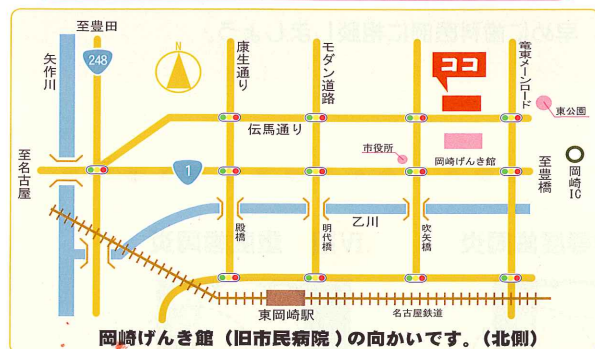 至豊田
248
矢作川
N
康生通り
モダン道路
ココ
竜東メーンロード
東公園
伝馬通り
市役所
岡崎げんき館
至名古屋
1
至豊橋
岡崎IC
殿橋
明代橋
乙川
吹矢橋
東岡崎駅
名古屋鉄道
岡崎げんき館(旧市民病院)の向かいです。(北側)